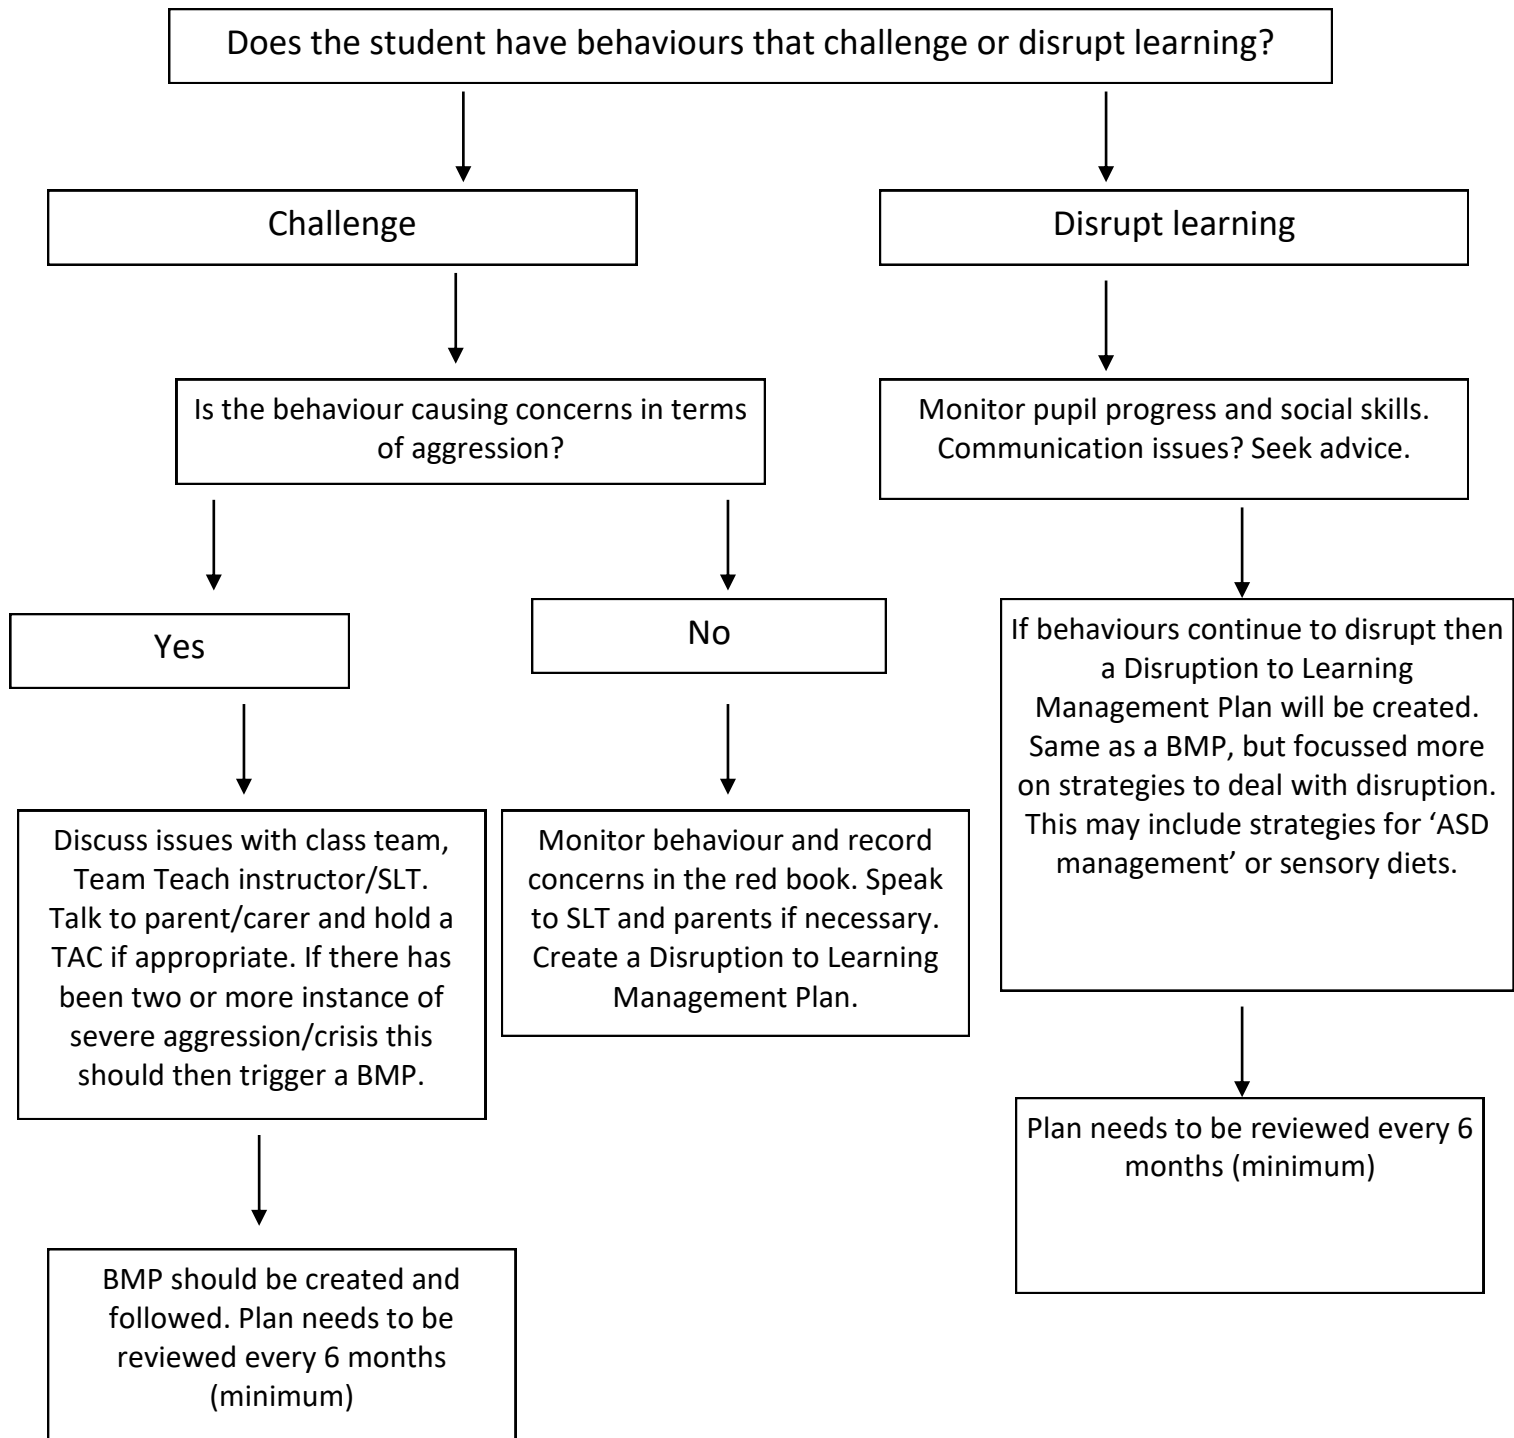 Does the student have behaviours that challenge or disrupt learning?
Challenge
Disrupt learning
Is the behaviour causing concerns in terms
of aggression?
Monitor pupil progress and social skills.
Communication issues? Seek advice.
Yes
No
If behaviours continue to disrupt then
a Disruption to Learning
Management Plan will be created.
Same as a BMP, but focussed more
on strategies to deal with disruption.
This may include strategies for ‘ASD
management’ or sensory diets.
Discuss issues with class team,
Team Teach instructor/SLT.
Talk to parent/carer and hold a
TAC if appropriate. If there has
been two or more instance of
severe aggression/crisis this
should then trigger a BMP.
Monitor behaviour and record
concerns in the red book. Speak
to SLT and parents if necessary.
Create a Disruption to Learning
Management Plan.
Plan needs to be reviewed every 6
months (minimum)
BMP should be created and
followed. Plan needs to be
reviewed every 6 months
(minimum)